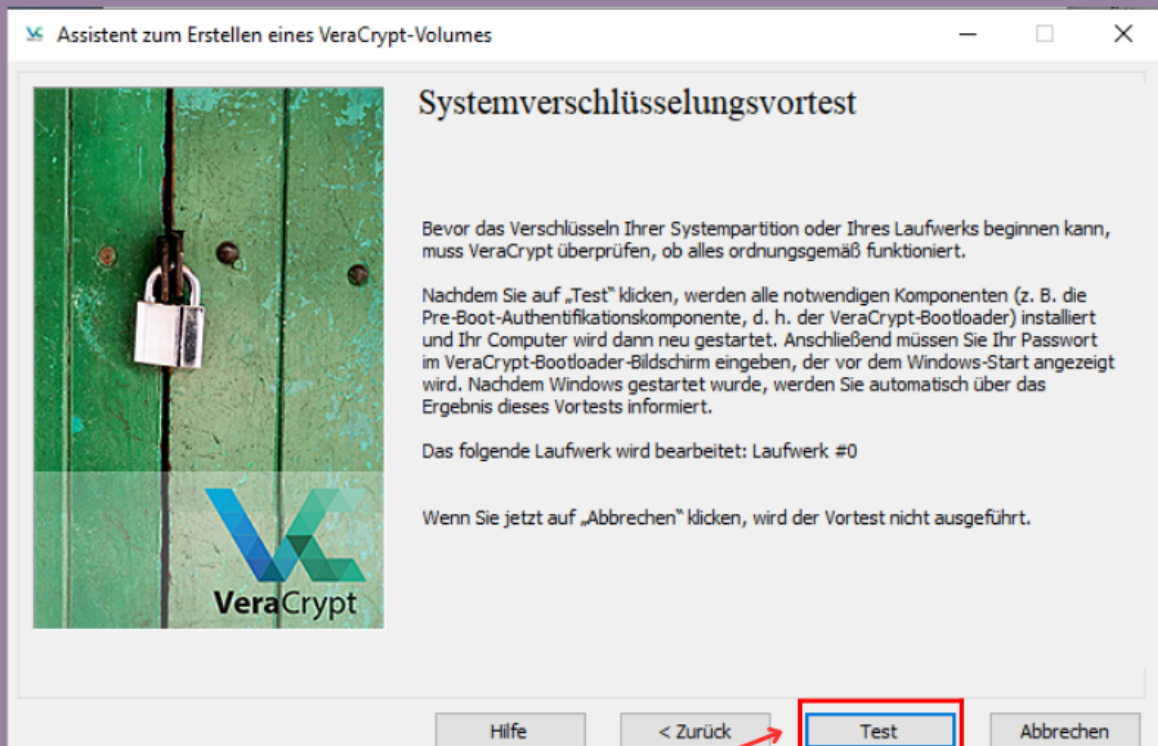 Assistent zum Erstellen eines VeraCrypt-Volumes
Systemverschlüsselungsvortest
Bevor das Verschlüsseln Ihrer Systempartition oder Ihres Laufwerks beginnen kann,
muss VeraCrypt überprüfen, ob alles ordnungsgemäß funktioniert.
Nachdem Sie auf „Test“ klicken, werden alle notwendigen Komponenten (z. B. die
Pre-Boot-Authentifikationskomponente, d. h. der VeraCrypt-Bootloader) installiert
und Ihr Computer wird dann neu gestartet. Anschließend müssen Sie Ihr Passwort
im VeraCrypt-Bootloader-Bildschirm eingeben, der vor dem Windows-Start angezeigt
wird. Nachdem Windows gestartet wurde, werden Sie automatisch über das
Ergebnis dieses Vortests informiert.
Das folgende Laufwerk wird bearbeitet: Laufwerk #0
Wenn Sie jetzt auf „Abbrechen“ klicken, wird der Vortest nicht ausgeführt.
VeraCrypt
Hilfe < Zurück Test Abbrechen